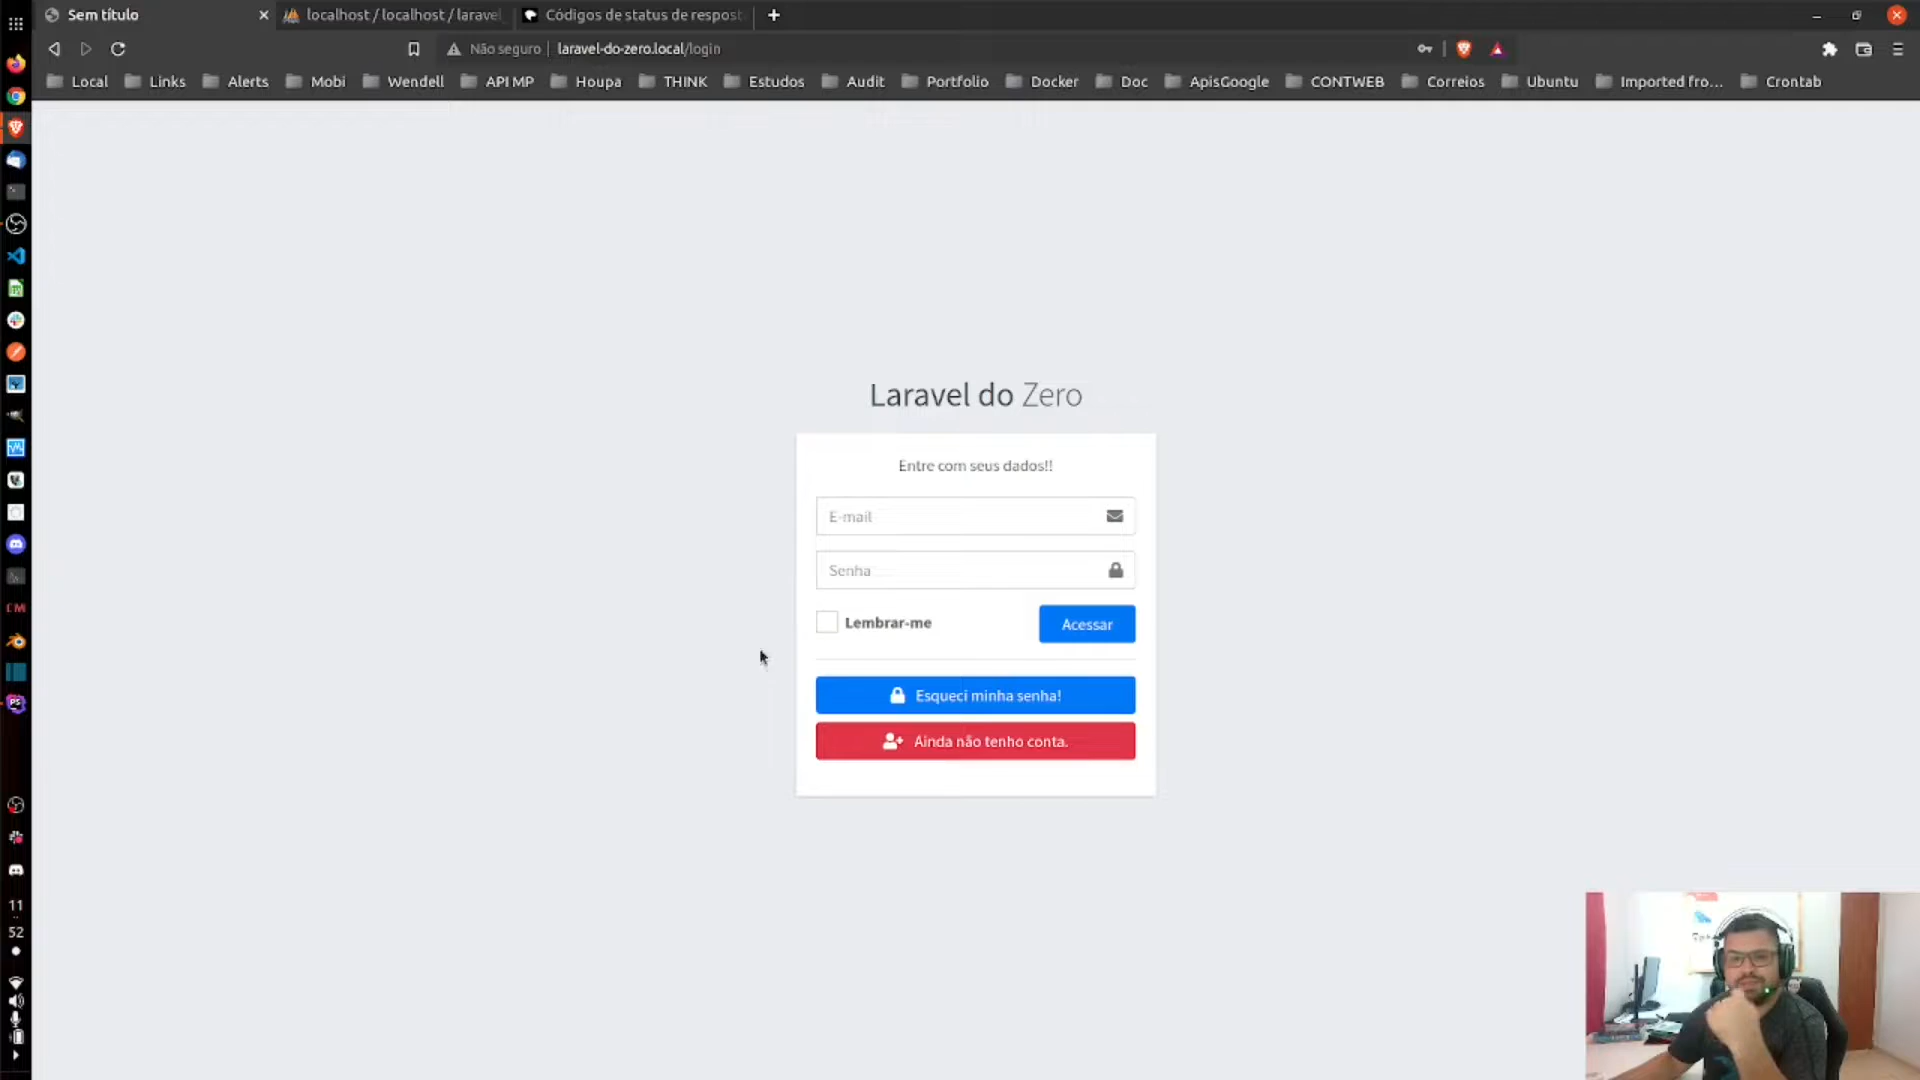 Sem título
localhost / localhost / laravel
Códigos de status de respost
Não seguro
laravel-do-zero.local/login
Local
Links
Alerts
Mobi
Wendell
API MP
Houpa
THINK
Estudos
Audit
Portfolio
Docker
Doc
ApisGoogle
CONTWEB
Correios
Ubuntu
Imported fro...
Crontab
Laravel do Zero
Entre com seus dados!!
E-mail
Senha
Lembrar-me
Acessar
Esqueci minha senha!
Ainda não tenho conta.
PS
11
52